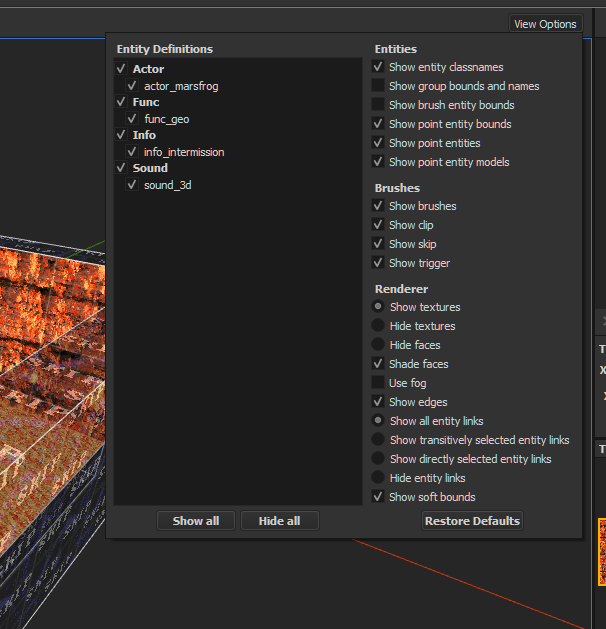 View Options
Entity Definitions
Actor
actor_marsfrog
Func
func_geo
Info
info_intermission
Sound
sound_3d
Show all
Hide all
Entities
Show entity classnames
Show group bounds and names
Show brush entity bounds
Show point entity bounds
Show point entities
Show point entity models
Brushes
Show brushes
Show clip
Show skip
Show trigger
Renderer
Show textures
Hide textures
Hide faces
Shade faces
Use fog
Show edges
Show all entity links
Show transitively selected entity links
Show directly selected entity links
Hide entity links
Show soft bounds
Restore Defaults